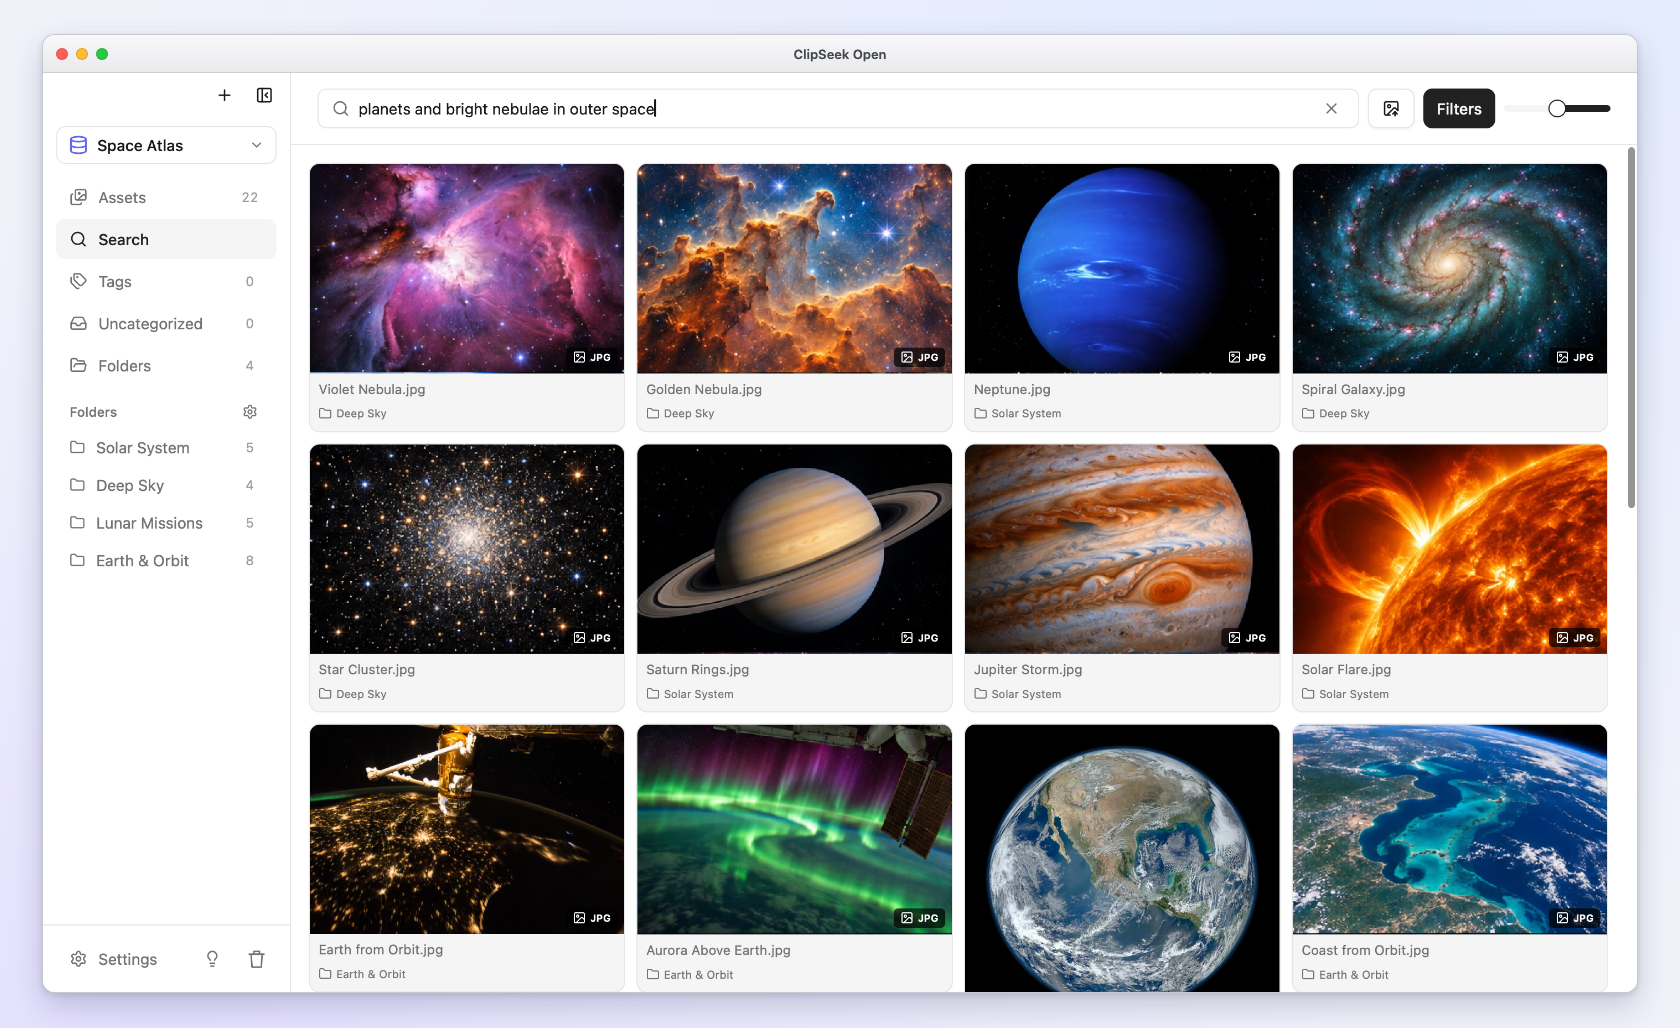 ClipSeek Open
planets and bright nebulae in outer space
Filters
Space Atlas
Assets 22
Search
Tags 0
Uncategorized 0
Folders 4
Folders
Solar System 5
Deep Sky 4
Lunar Missions 5
Earth & Orbit 8
Settings
JPG
Violet Nebula.jpg
Deep Sky
JPG
Golden Nebula.jpg
Deep Sky
JPG
Neptune.jpg
Solar System
JPG
Spiral Galaxy.jpg
Deep Sky
JPG
Star Cluster.jpg
Deep Sky
JPG
Saturn Rings.jpg
Solar System
JPG
Jupiter Storm.jpg
Solar System
JPG
Solar Flare.jpg
Solar System
JPG
Earth from Orbit.jpg
Earth & Orbit
JPG
Aurora Above Earth.jpg
Earth & Orbit
JPG
Coast from Orbit.jpg
Earth & Orbit